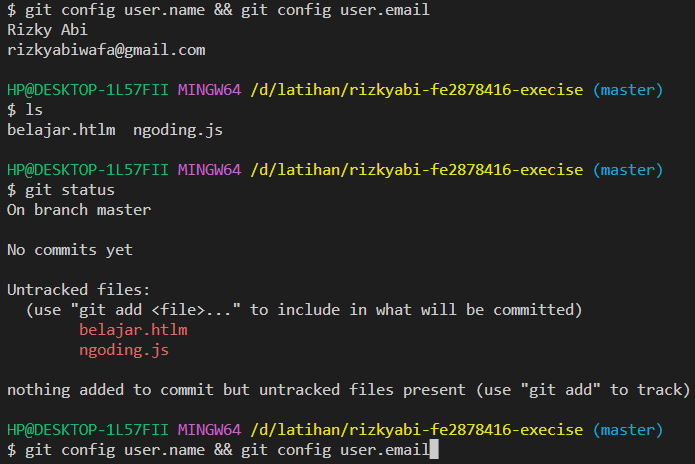 $ git config user.name && git config user.email
Rizky Abi
rizkyabiwafa@gmail.com
HP@DESKTOP-1L57FII MINGW64 /d/latihan/rizkyabi-fe2878416-execise (master)
$ ls
belajar.htlm  ngoding.js
HP@DESKTOP-1L57FII MINGW64 /d/latihan/rizkyabi-fe2878416-execise (master)
$ git status
On branch master
No commits yet
Untracked files:
  (use "git add <file>..." to include in what will be committed)
        belajar.htlm
        ngoding.js
nothing added to commit but untracked files present (use "git add" to track)
HP@DESKTOP-1L57FII MINGW64 /d/latihan/rizkyabi-fe2878416-execise (master)
$ git config user.name && git config user.email